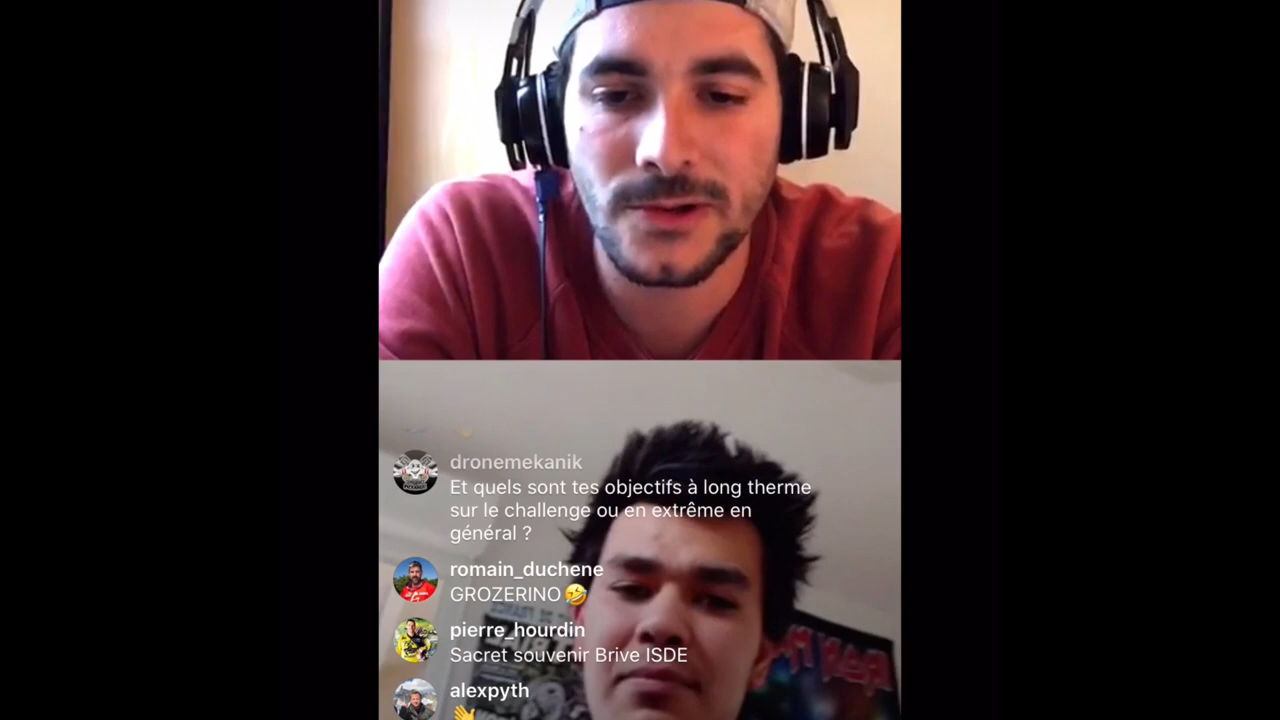 dronemekanik
Et quels sont tes objectifs à long therme
sur le challenge ou en extrême en
général ?
romain_duchene
GROZERINO🤣
pierre_hourdin
Sacret souvenir Brive ISDE
alexpyth
👋